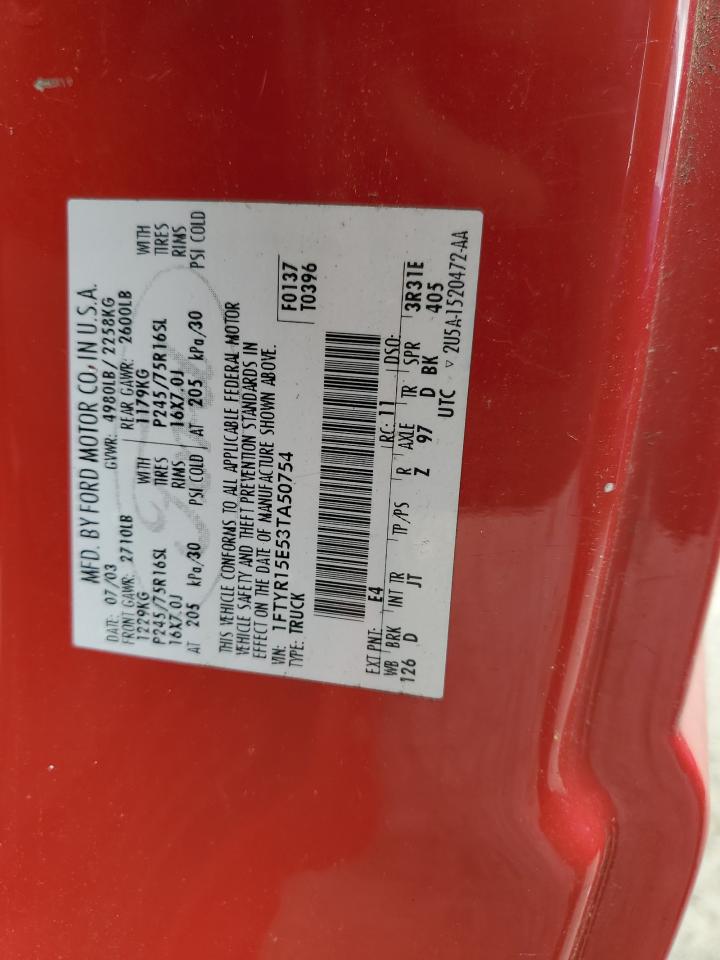 MFD. BY FORD MOTOR CO. IN U.S.A.
DATE: 07/03 GVWR: 4980LB/ 2258KG
FRONT GAWR: 2710LB REAR GAWR: 2600LB
1229KG WITH 1179KG WITH
P245/75R16SL TIRES P245/75R16SL TIRES
16X7.0J RIMS 16X7.0J RIMS
AT 205 kPa/30 PSI COLD AT 205 kPa/30 PSI COLD
THIS VEHICLE CONFORMS TO ALL APPLICABLE FEDERAL MOTOR
VEHICLE SAFETY AND THEFT PREVENTION STANDARDS IN
EFFECT ON THE DATE OF MANUFACTURE SHOWN ABOVE.
VIN: 1FTYR15E53TA50754 F0137
TYPE: TRUCK T0396
EXT PNT: E4 RC: 11 DSO:
WB BRK INT TR TP/PS R AXLE TR SPR 3R31E
126 D JT Z 97 D BK 405
UTC ▽ 2U5A-1520472-AA